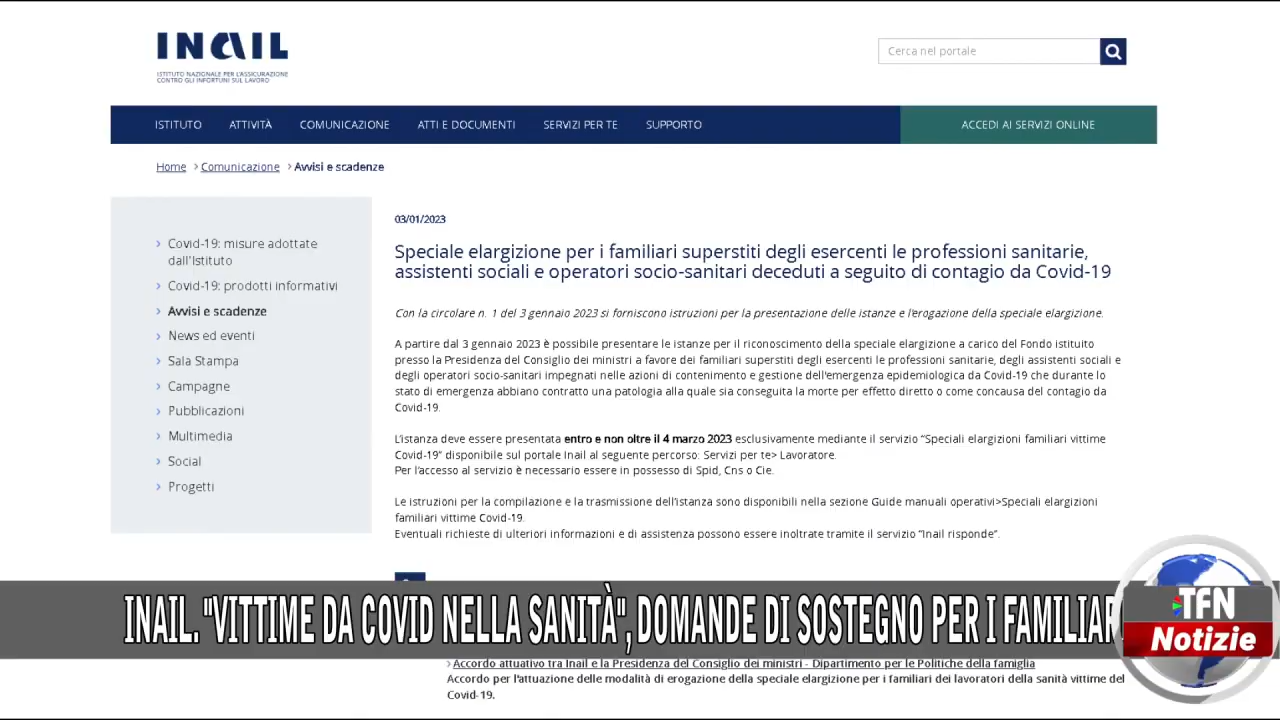 INAIL
ISTITUTO NAZIONALE PER L'ASSICURAZIONE
CONTRO GLI INFORTUNI SUL LAVORO
Cerca nel portale
ISTITUTO ATTIVITÀ COMUNICAZIONE ATTI E DOCUMENTI SERVIZI PER TE SUPPORTO ACCEDI AI SERVIZI ONLINE
Home > Comunicazione > Avvisi e scadenze
Covid-19: misure adottate
dall'Istituto
Covid-19: prodotti informativi
Avvisi e scadenze
News ed eventi
Sala Stampa
Campagne
Pubblicazioni
Multimedia
Social
Progetti
03/01/2023
Speciale elargizione per i familiari superstiti degli esercenti le professioni sanitarie,
assistenti sociali e operatori socio-sanitari deceduti a seguito di contagio da Covid-19
Con la circolare n. 1 del 3 gennaio 2023 si forniscono istruzioni per la presentazione delle istanze e l'erogazione della speciale elargizione.
A partire dal 3 gennaio 2023 è possibile presentare le istanze per il riconoscimento della speciale elargizione a carico del Fondo istituito
presso la Presidenza del Consiglio dei ministri a favore dei familiari superstiti degli esercenti le professioni sanitarie, degli assistenti sociali e
degli operatori socio-sanitari impegnati nelle azioni di contenimento e gestione dell'emergenza epidemiologica da Covid-19 che durante lo
stato di emergenza abbiano contratto una patologia alla quale sia conseguita la morte per effetto diretto o come concausa del contagio da
Covid-19.
L'istanza deve essere presentata entro e non oltre il 4 marzo 2023 esclusivamente mediante il servizio "Speciali elargizioni familiari vittime
Covid-19" disponibile sul portale Inail al seguente percorso: Servizi per te> Lavoratore.
Per l'accesso al servizio è necessario essere in possesso di Spid, Cns o Cie.
Le istruzioni per la compilazione e la trasmissione dell'istanza sono disponibili nella sezione Guide manuali operativi>Speciali elargizioni
familiari vittime Covid-19.
Eventuali richieste di ulteriori informazioni e di assistenza possono essere inoltrate tramite il servizio "Inail risponde".
INAIL. "VITTIME DA COVID NELLA SANITÀ", DOMANDE DI SOSTEGNO PER I FAMILIARI
TFN
Notizie
> Accordo attuativo tra Inail e la Presidenza del Consiglio dei ministri - Dipartimento per le Politiche della famiglia
Accordo per l'attuazione delle modalità di erogazione della speciale elargizione per i familiari dei lavoratori della sanità vittime del
Covid-19.